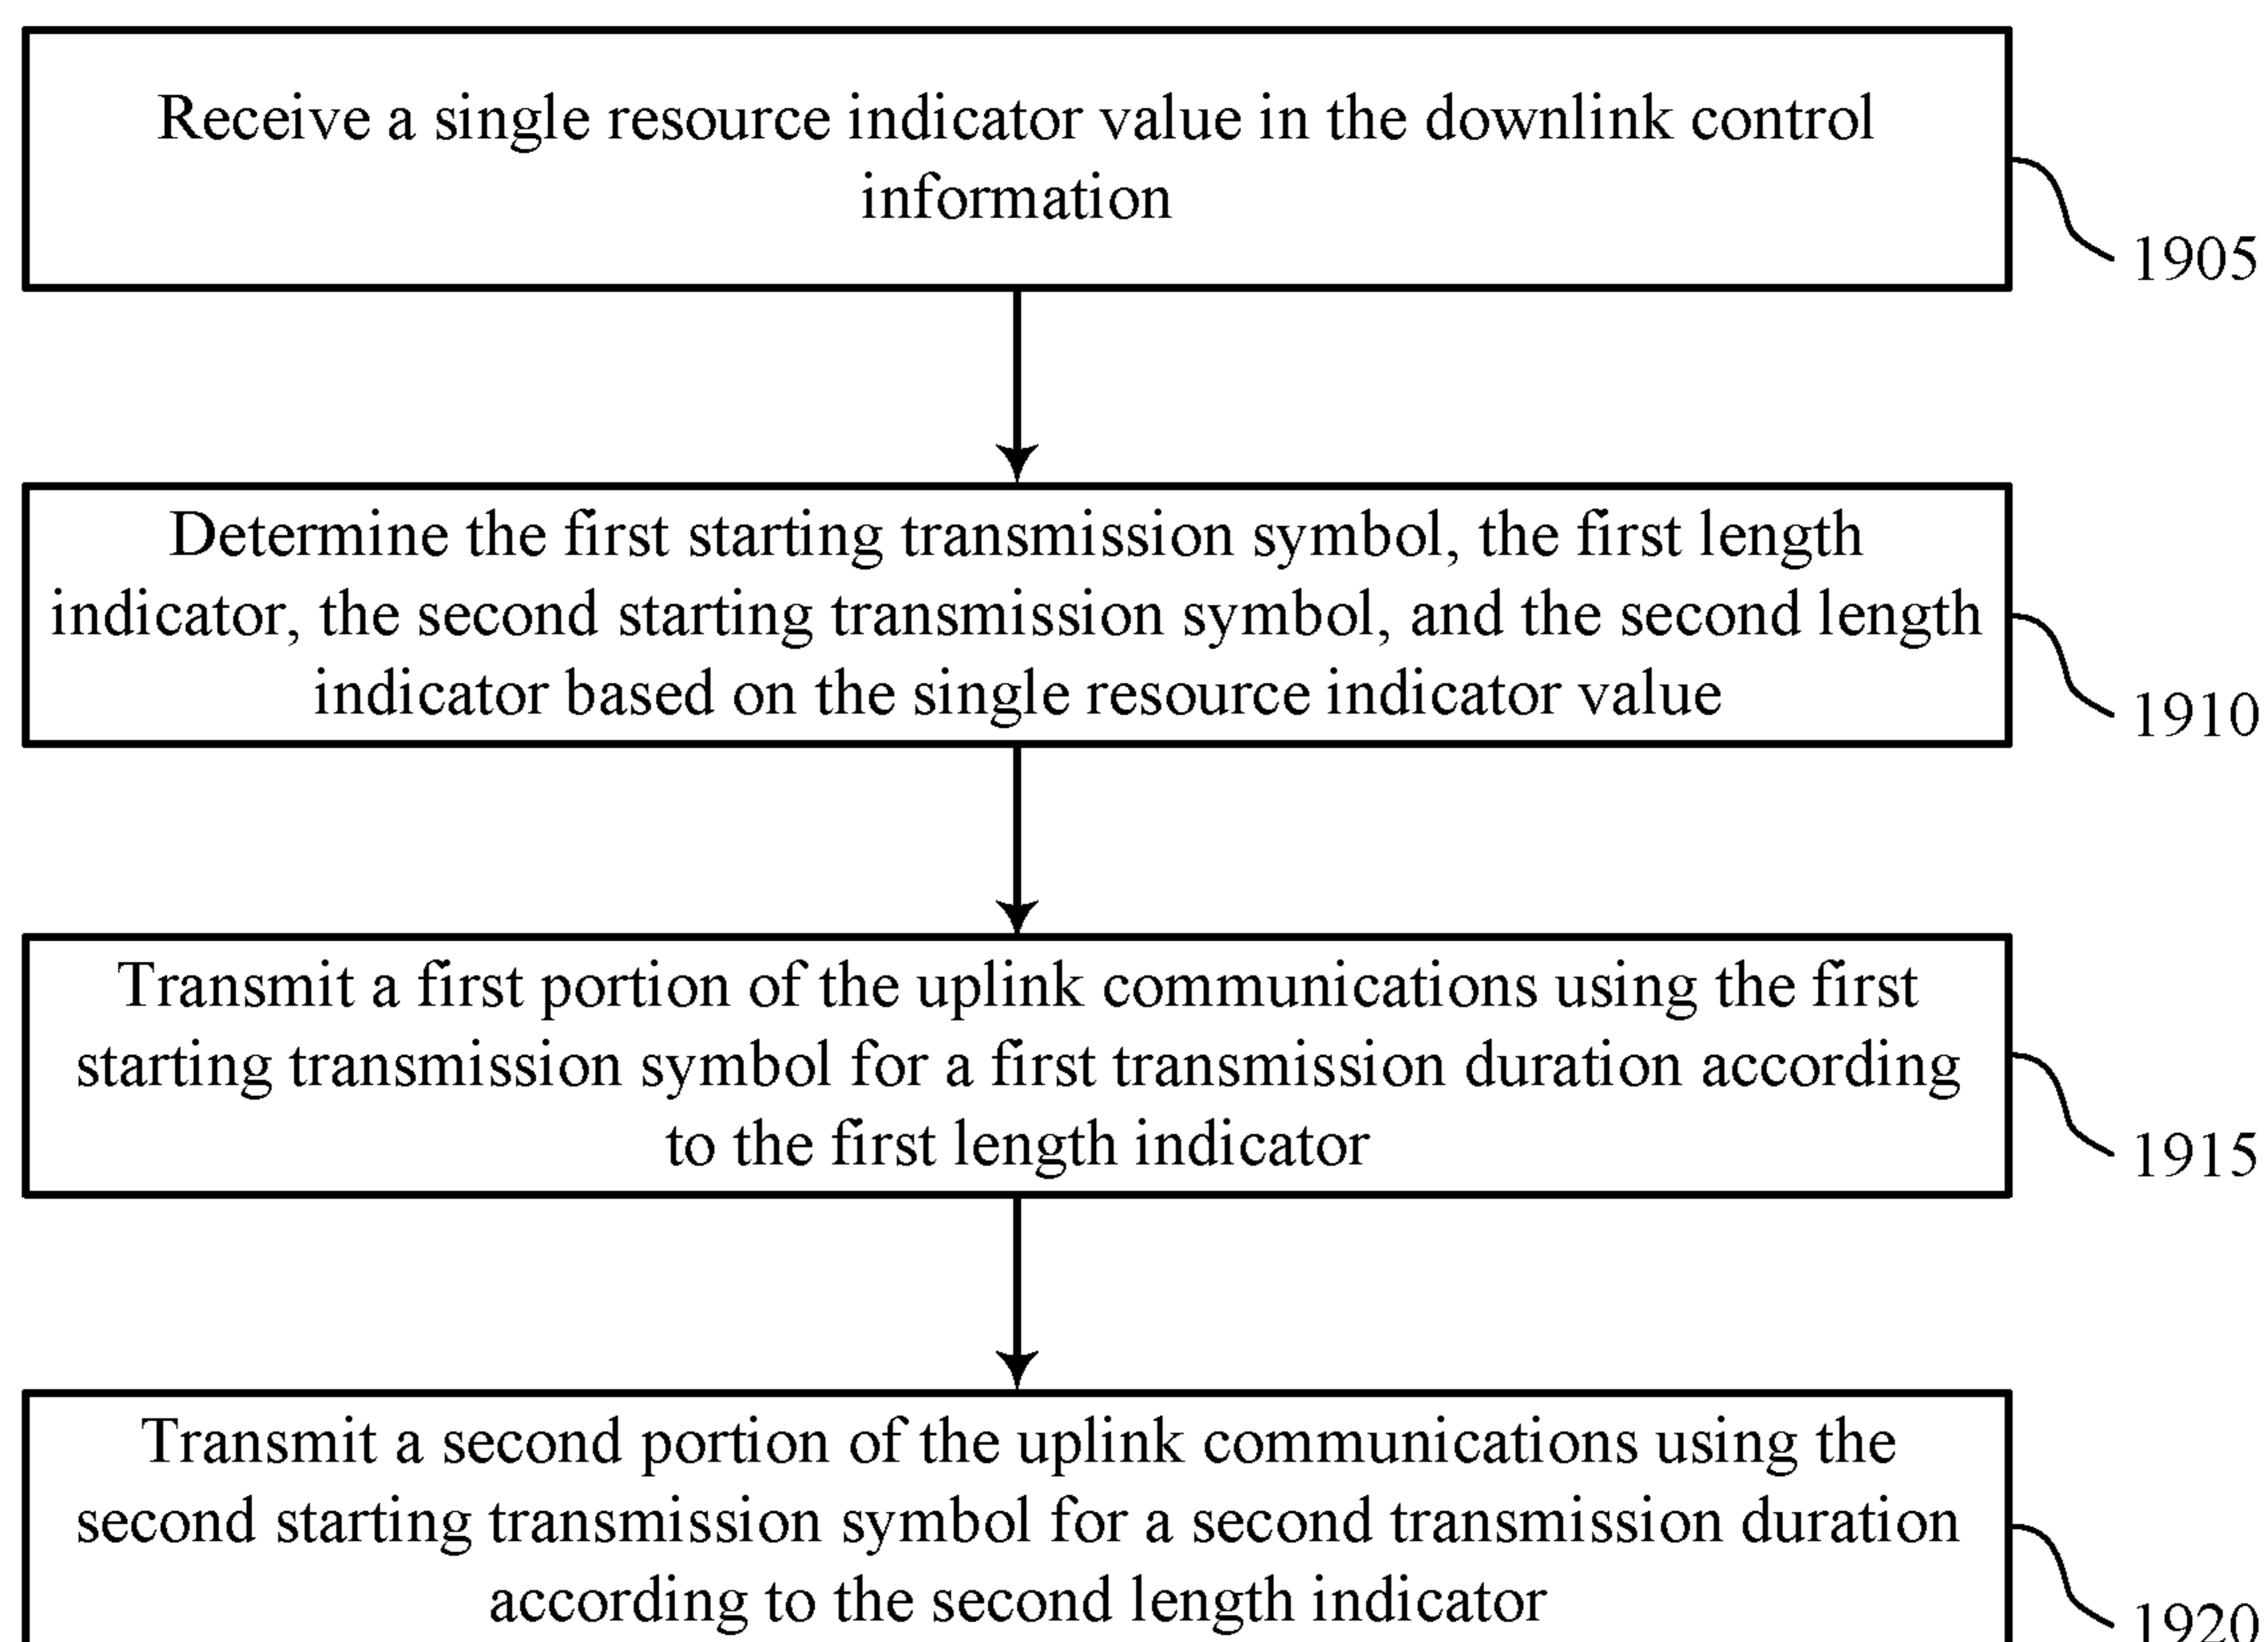 Receive a single resource indicator value in the downlink control
information
1905
Determine the first starting transmission symbol, the first length
indicator, the second starting transmission symbol, and the second length
indicator based on the single resource indicator value
1910
Transmit a first portion of the uplink communications using the first
starting transmission symbol for a first transmission duration according
to the first length indicator
1915
Transmit a second portion of the uplink communications using the
second starting transmission symbol for a second transmission duration
according to the second length indicator
1920